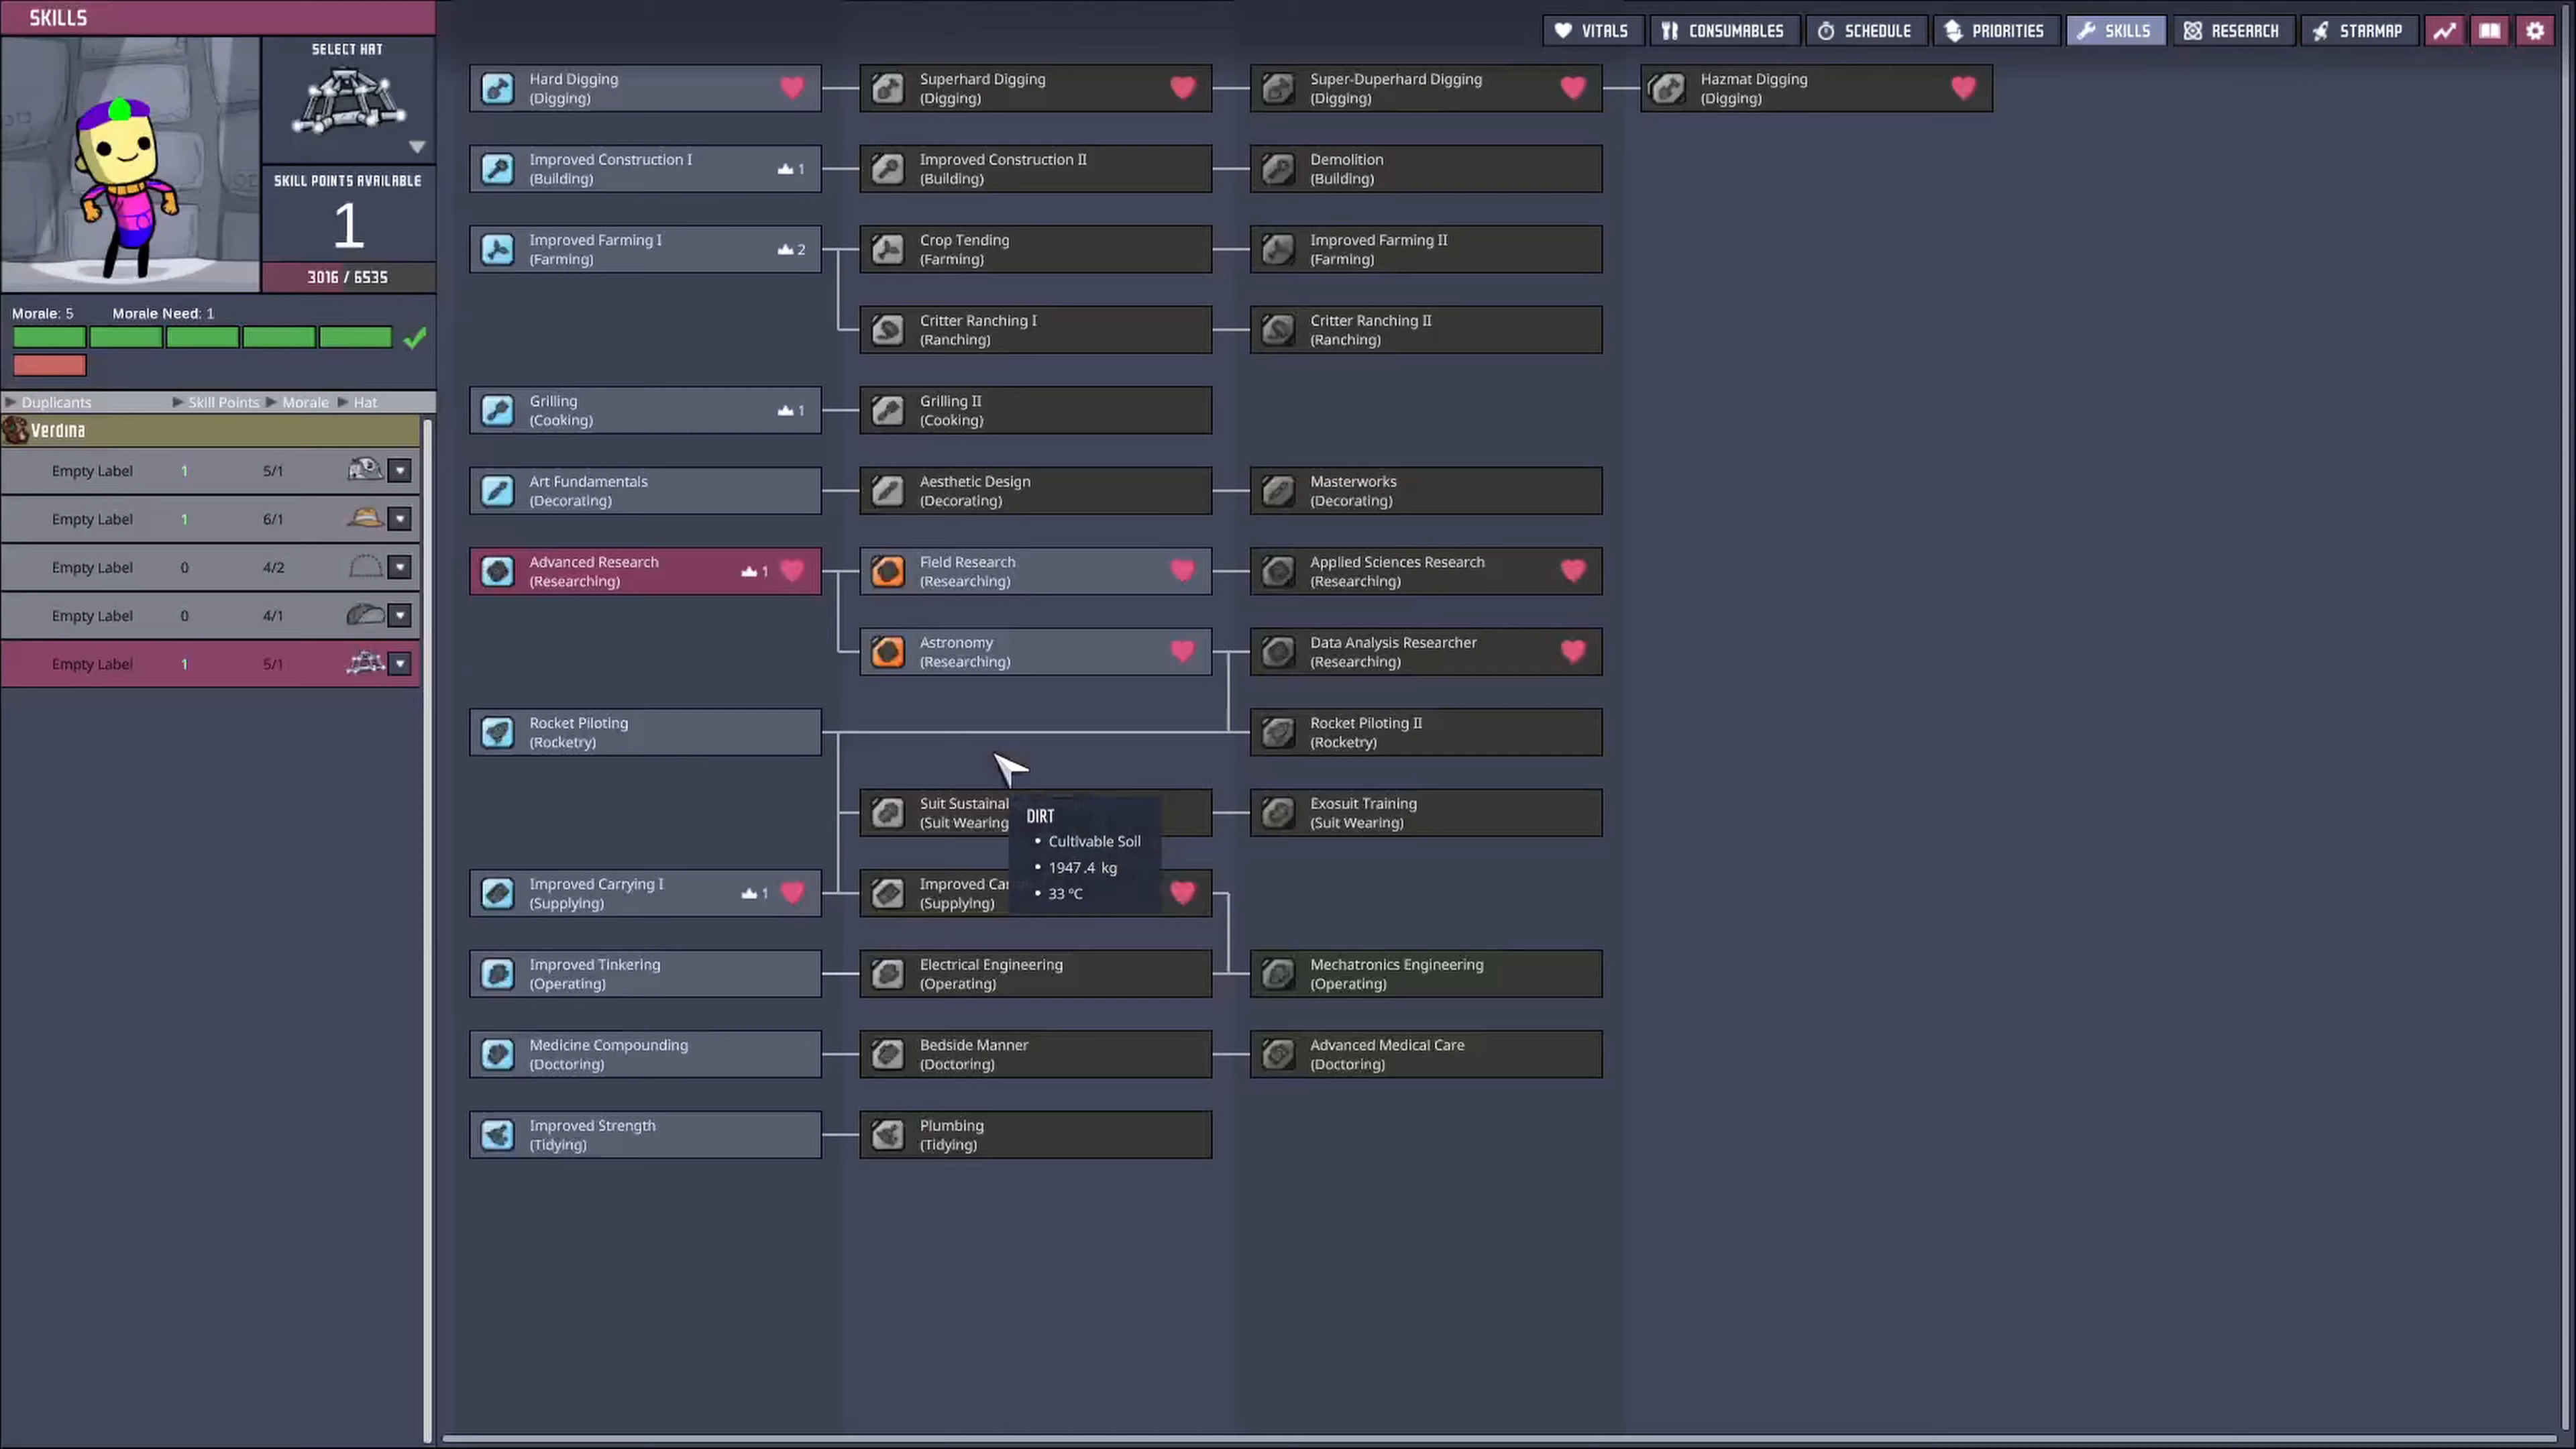 SKILLS
VITALS
CONSUMABLES
SCHEDULE
PRIORITIES
SKILLS
RESEARCH
STARMAP
SELECT HAT
SKILL POINTS AVAILABLE
1
3016 / 6535
Morale: 5 Morale Need: 1
Duplicants Skill Points Morale Hat
Verdina
Empty Label 1 5/1
Empty Label 1 6/1
Empty Label 0 4/2
Empty Label 0 4/1
Empty Label 1 5/1
Hard Digging
(Digging)
Superhard Digging
(Digging)
Super-Duperhard Digging
(Digging)
Hazmat Digging
(Digging)
Improved Construction I
(Building)
1
Improved Construction II
(Building)
Demolition
(Building)
Improved Farming I
(Farming)
2
Crop Tending
(Farming)
Improved Farming II
(Farming)
Critter Ranching I
(Ranching)
Critter Ranching II
(Ranching)
Grilling
(Cooking)
1
Grilling II
(Cooking)
Art Fundamentals
(Decorating)
Aesthetic Design
(Decorating)
Masterworks
(Decorating)
Advanced Research
(Researching)
1
Field Research
(Researching)
Applied Sciences Research
(Researching)
Astronomy
(Researching)
Data Analysis Researcher
(Researching)
Rocket Piloting
(Rocketry)
Rocket Piloting II
(Rocketry)
Suit Sustainal
(Suit Wearing
Exosuit Training
(Suit Wearing)
DIRT
• Cultivable Soil
• 1947.4 kg
• 33 °C
Improved Carrying I
(Supplying)
1
Improved Car
(Supplying)
Improved Tinkering
(Operating)
Electrical Engineering
(Operating)
Mechatronics Engineering
(Operating)
Medicine Compounding
(Doctoring)
Bedside Manner
(Doctoring)
Advanced Medical Care
(Doctoring)
Improved Strength
(Tidying)
Plumbing
(Tidying)